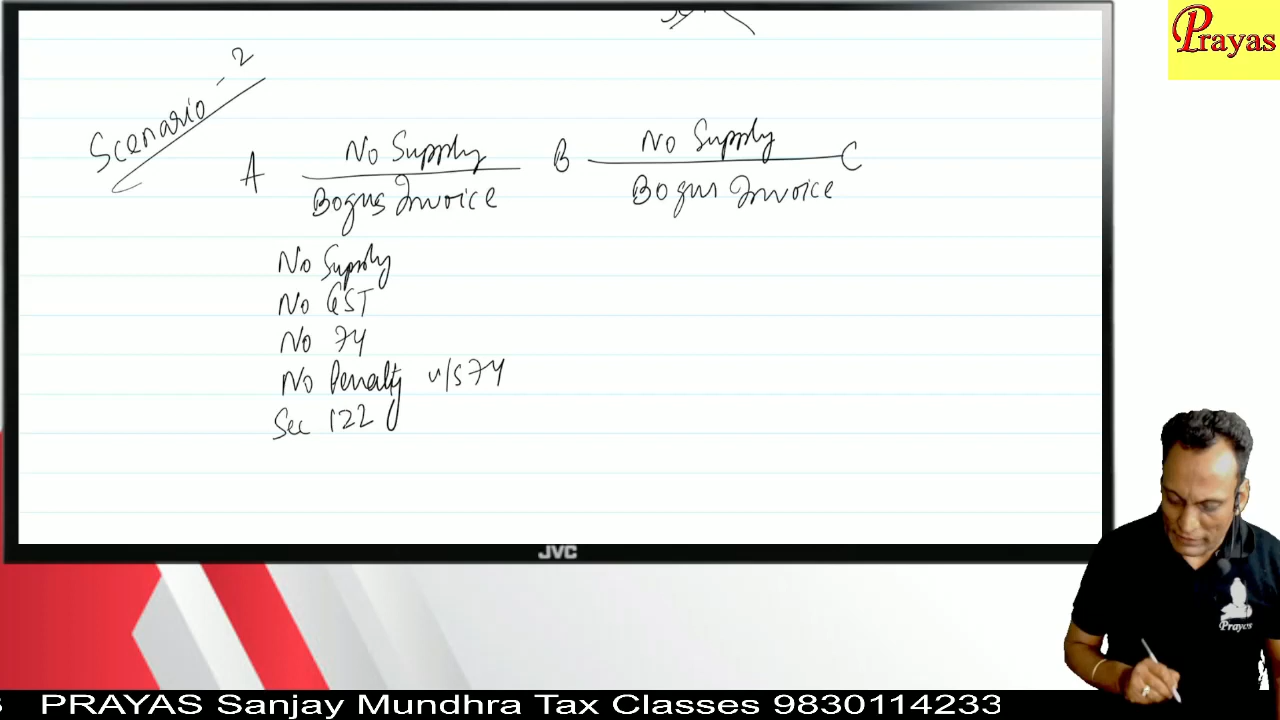 Prayas
Scenario - 2
A No Supply B No Supply C
Bogus Invoice Bogus Invoice
No Supply
No GST
No 74
No Penalty u/s 74
Sec 122
Prayas
JVC
PRAYAS Sanjay Mundhra Tax Classes 9830114233